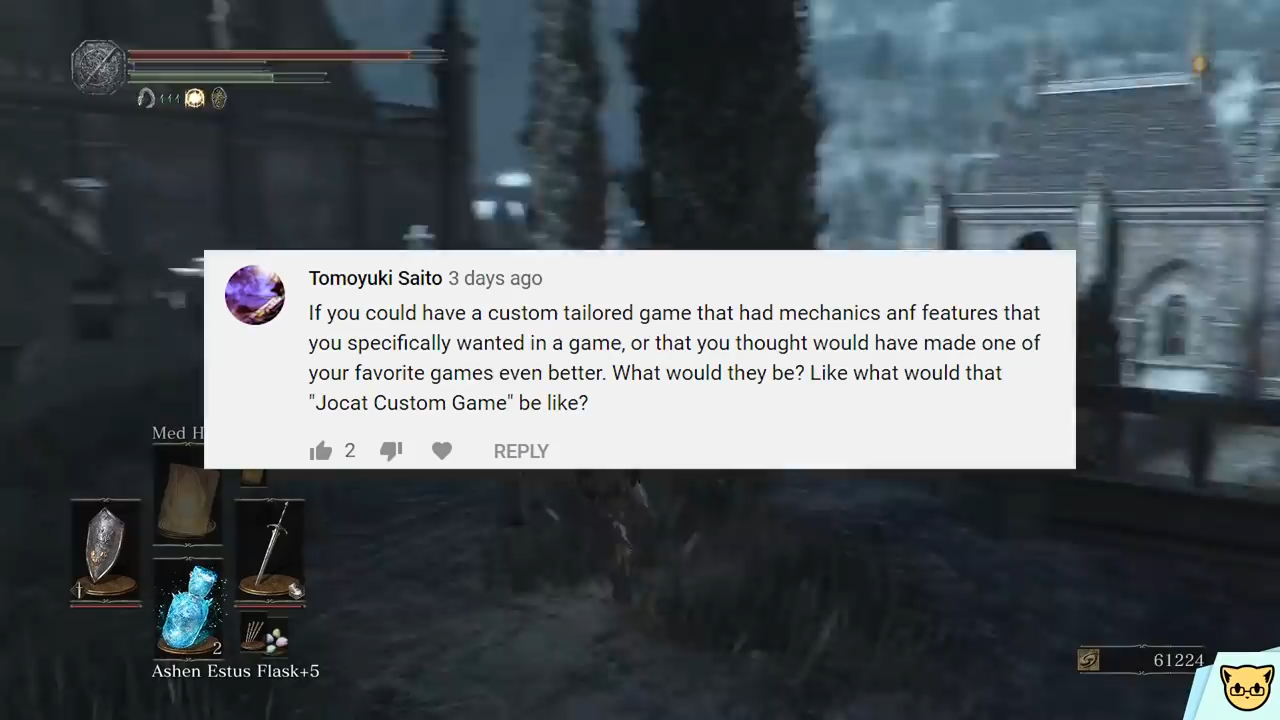 Tomoyuki Saito 3 days ago
If you could have a custom tailored game that had mechanics anf features that
you specifically wanted in a game, or that you thought would have made one of
your favorite games even better. What would they be? Like what would that
"Jocat Custom Game" be like?
2
REPLY
Med H
2
Ashen Estus Flask+5
61224